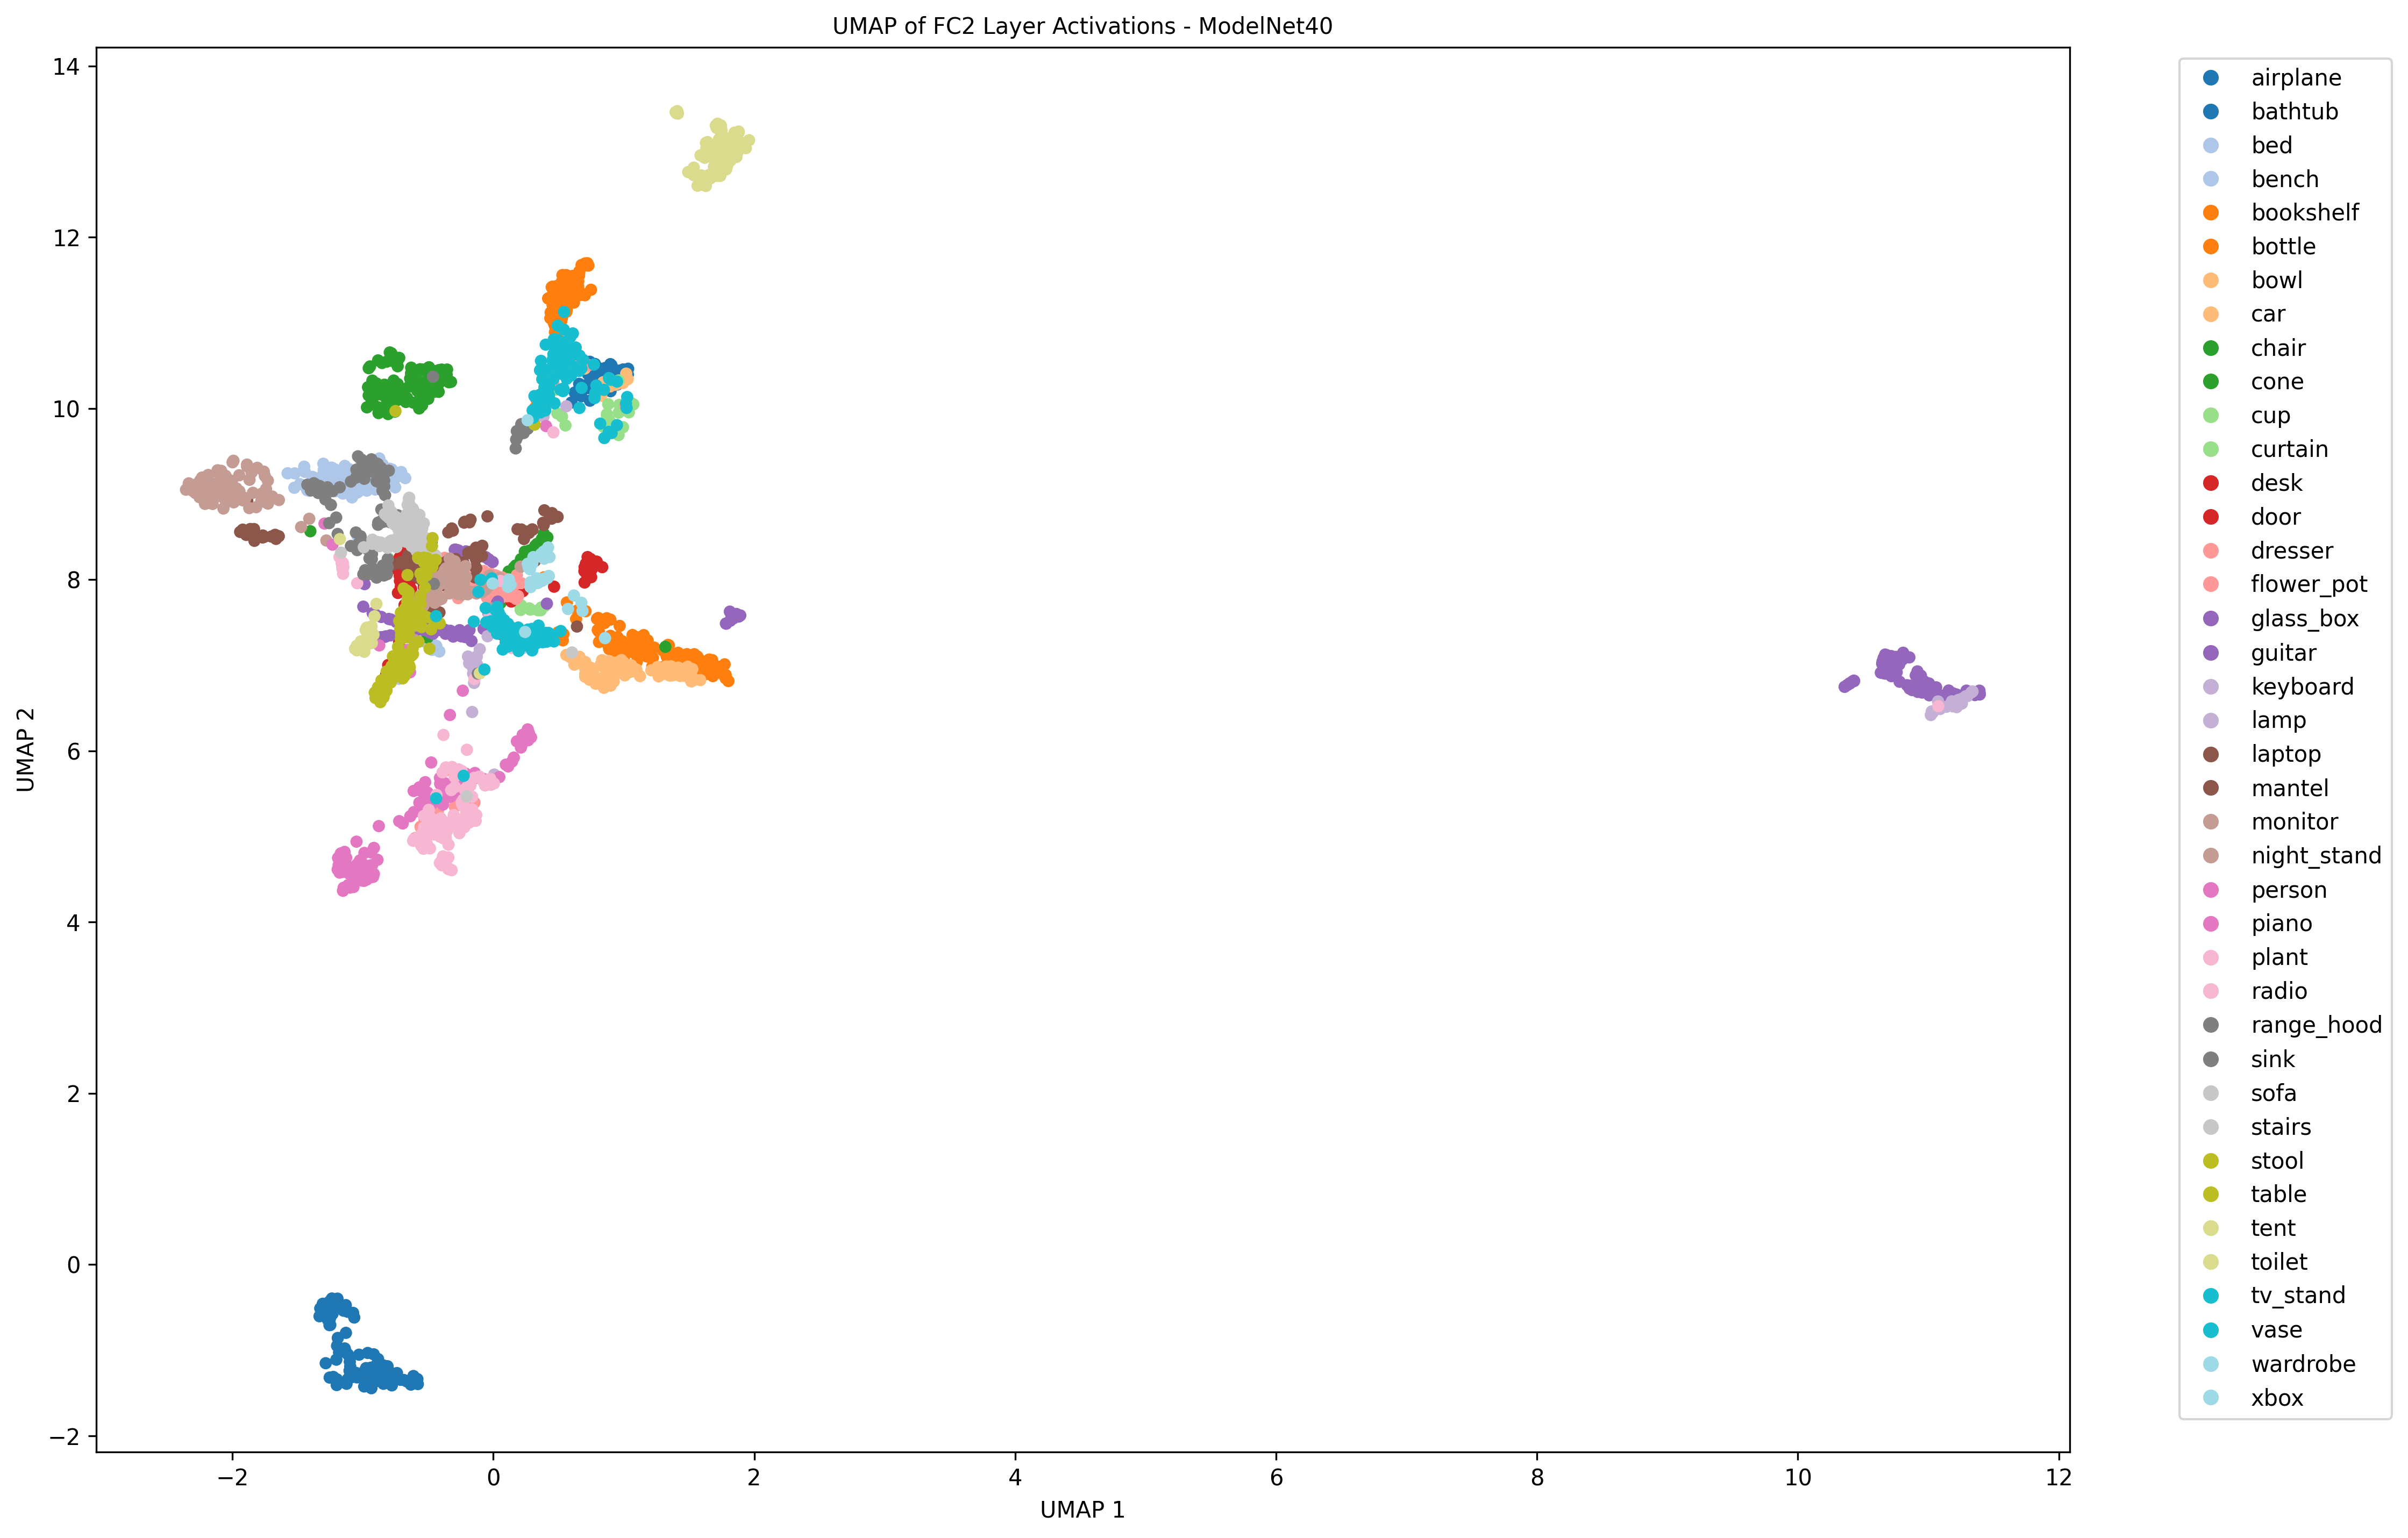 UMAP of FC2 Layer Activations - ModelNet40
14
12
10
8
6
4
2
0
−2
UMAP 2
−2
0
2
4
6
8
10
12
UMAP 1
airplane
bathtub
bed
bench
bookshelf
bottle
bowl
car
chair
cone
cup
curtain
desk
door
dresser
flower_pot
glass_box
guitar
keyboard
lamp
laptop
mantel
monitor
night_stand
person
piano
plant
radio
range_hood
sink
sofa
stairs
stool
table
tent
toilet
tv_stand
vase
wardrobe
xbox